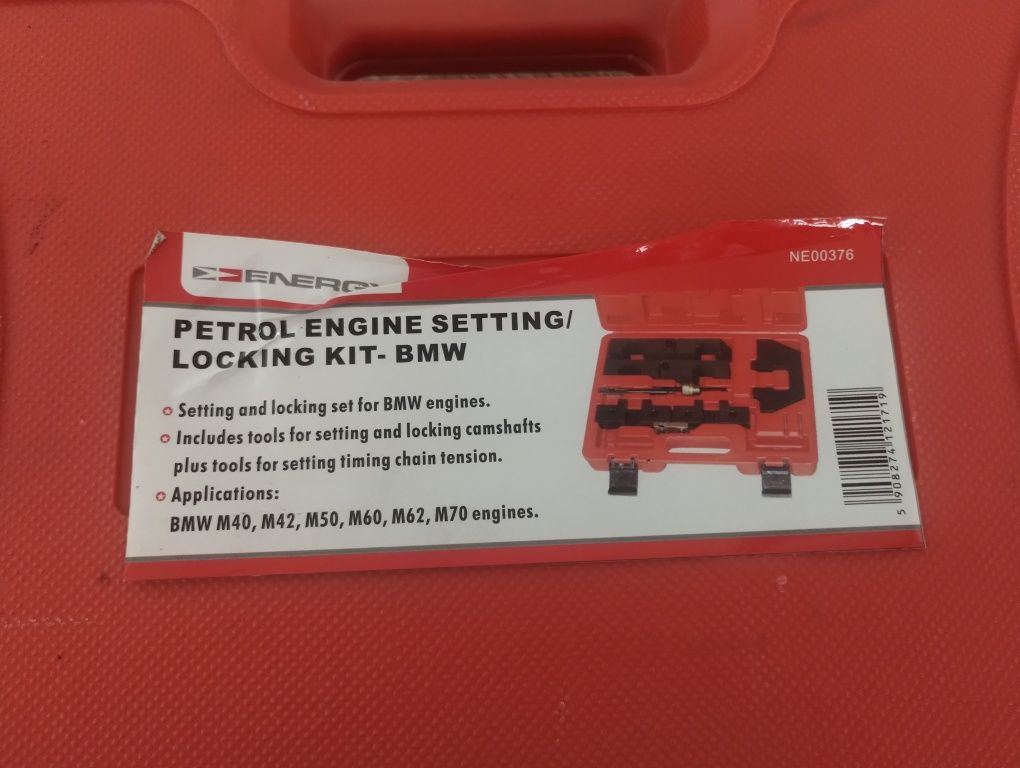 ENERGY
NE00376
PETROL ENGINE SETTING/
LOCKING KIT- BMW
Setting and locking set for BMW engines.
Includes tools for setting and locking camshafts
plus tools for setting timing chain tension.
Applications:
BMW M40, M42, M50, M60, M62, M70 engines.
5 908274 121719